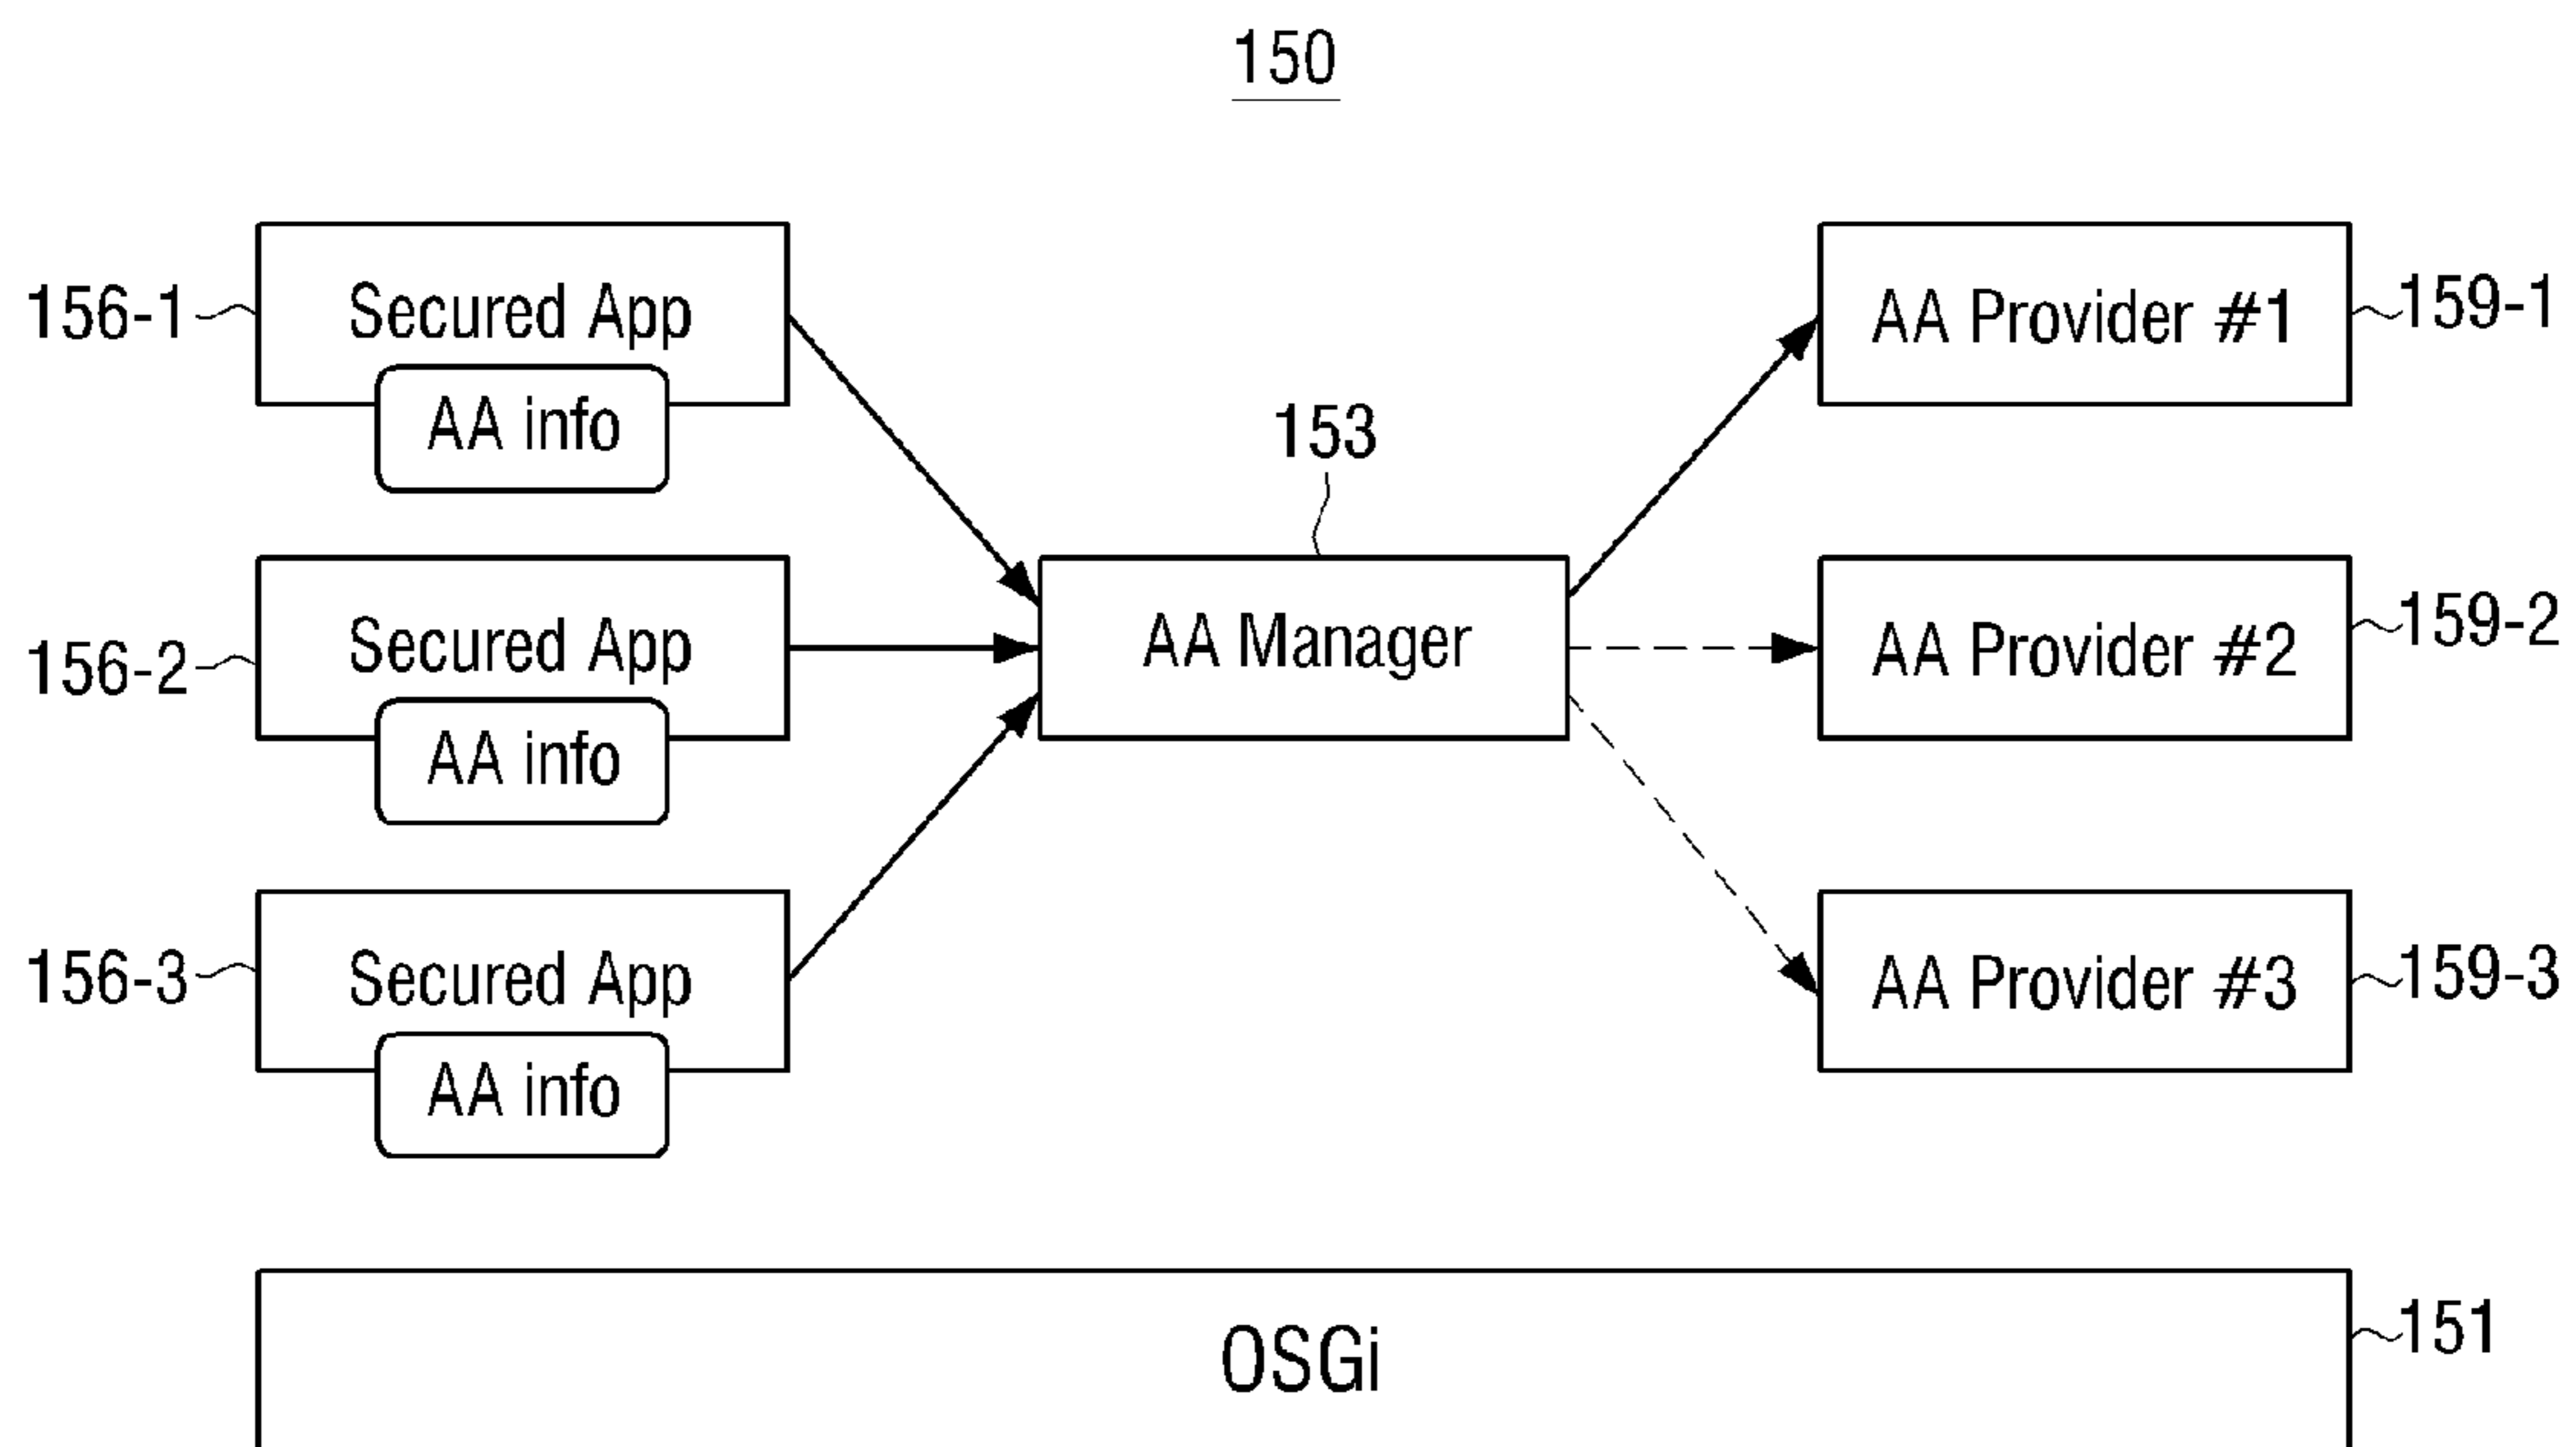 150
156-1
Secured App
AA info
AA Provider #1
159-1
153
156-2
Secured App
AA info
AA Manager
AA Provider #2
159-2
156-3
Secured App
AA info
AA Provider #3
159-3
OSGi
151